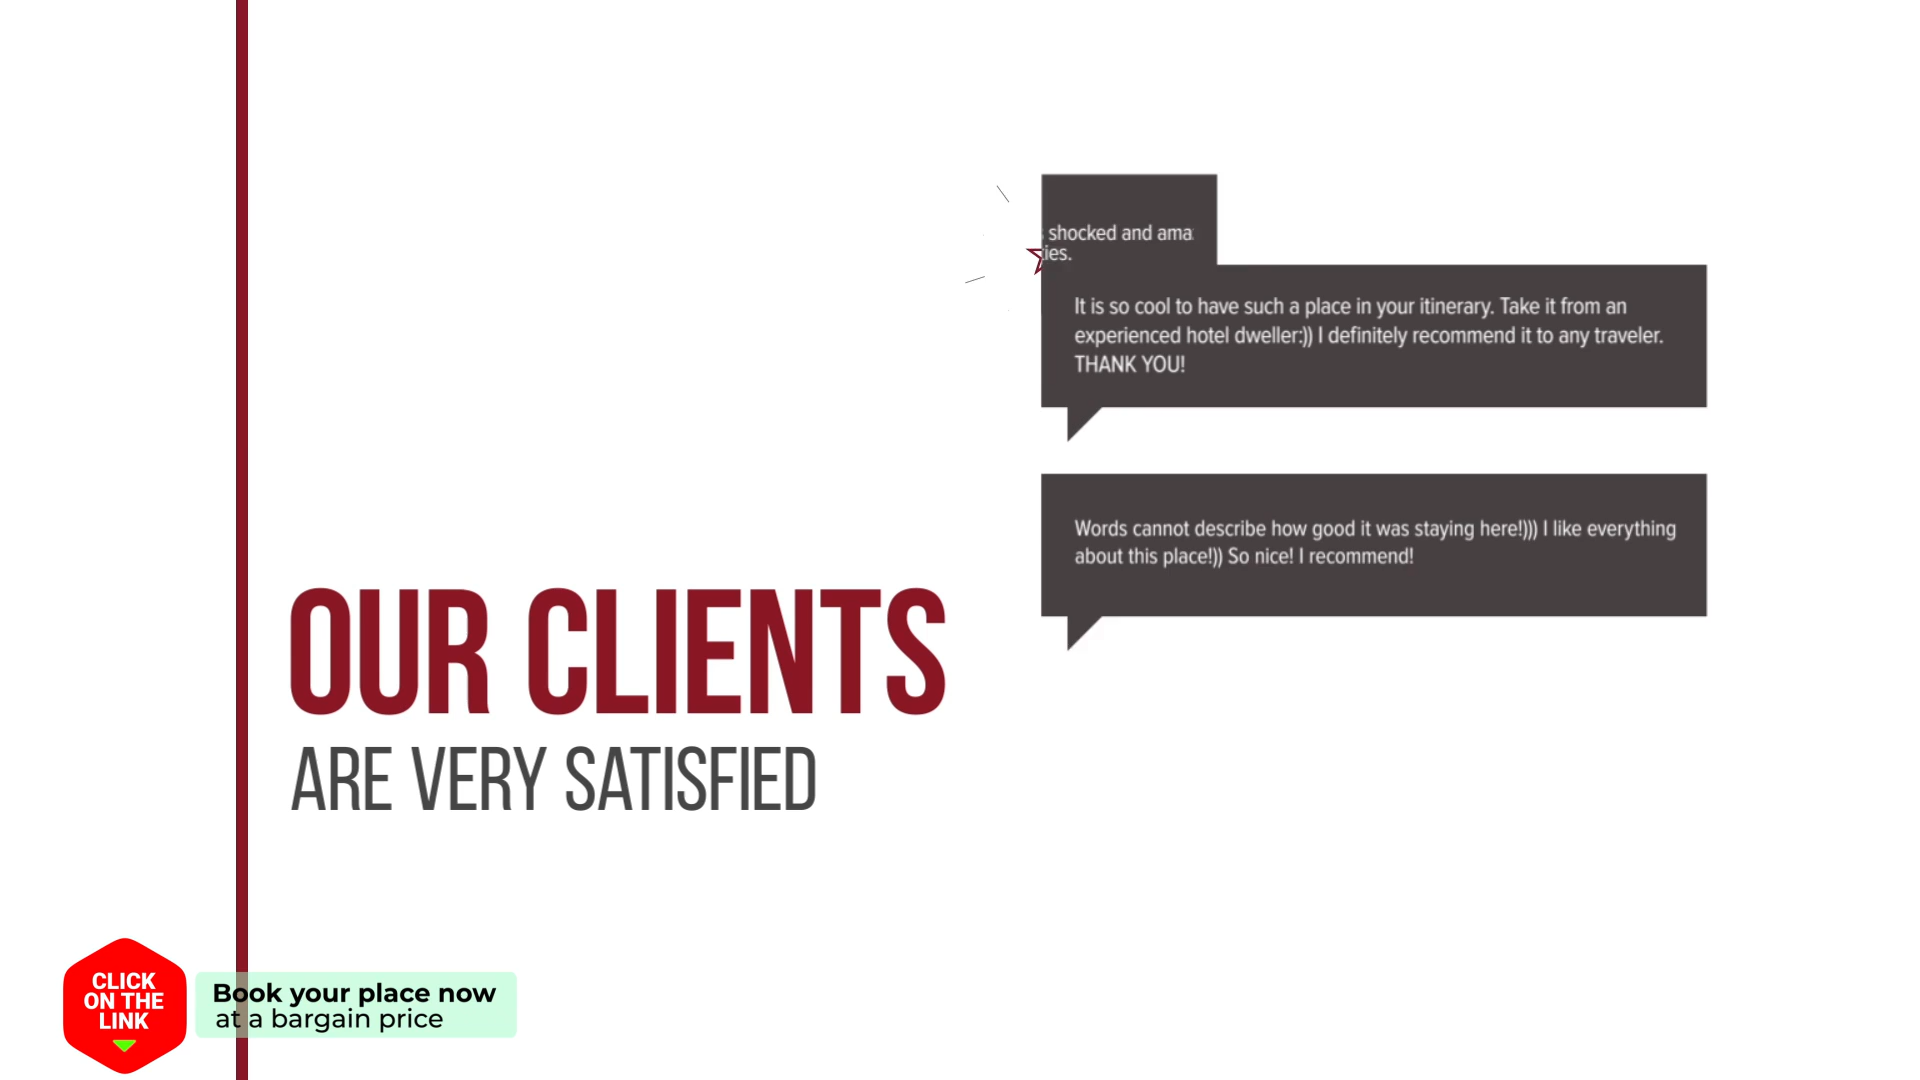 shocked and
It is so cool to have such a place in your itinerary. Take it from an
experienced hotel dweller:)) I definitely recommend it to any traveler.
THANK YOU!
Words cannot describe how good it was staying here!))) I like everything
about this place!)) So nice! I recommend!
OUR CLIENTS
ARE VERY SATISFIED
CLICK
ON THE
LINK
Book your place now
at a bargain price